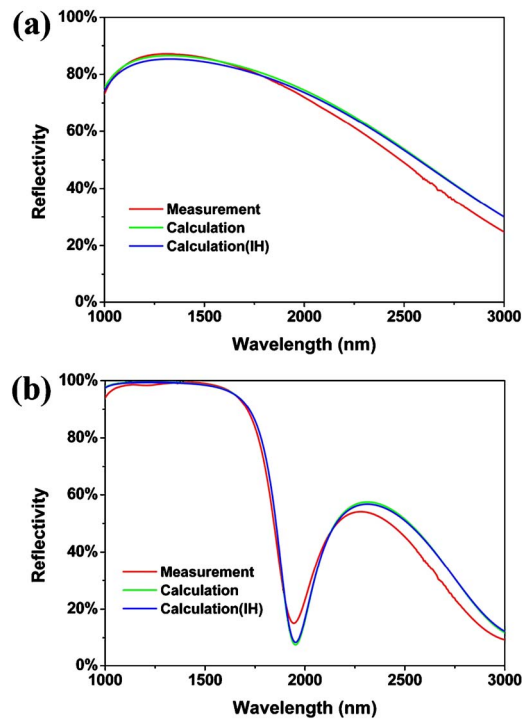 (a)
100%
80%
60%
40%
20%
0%
Reflectivity
Measurement
Calculation
Calculation(IH)
1000 1500 2000 2500 3000
Wavelength (nm)
(b)
100%
80%
60%
40%
20%
0%
Reflectivity
Measurement
Calculation
Calculation(IH)
1000 1500 2000 2500 3000
Wavelength (nm)